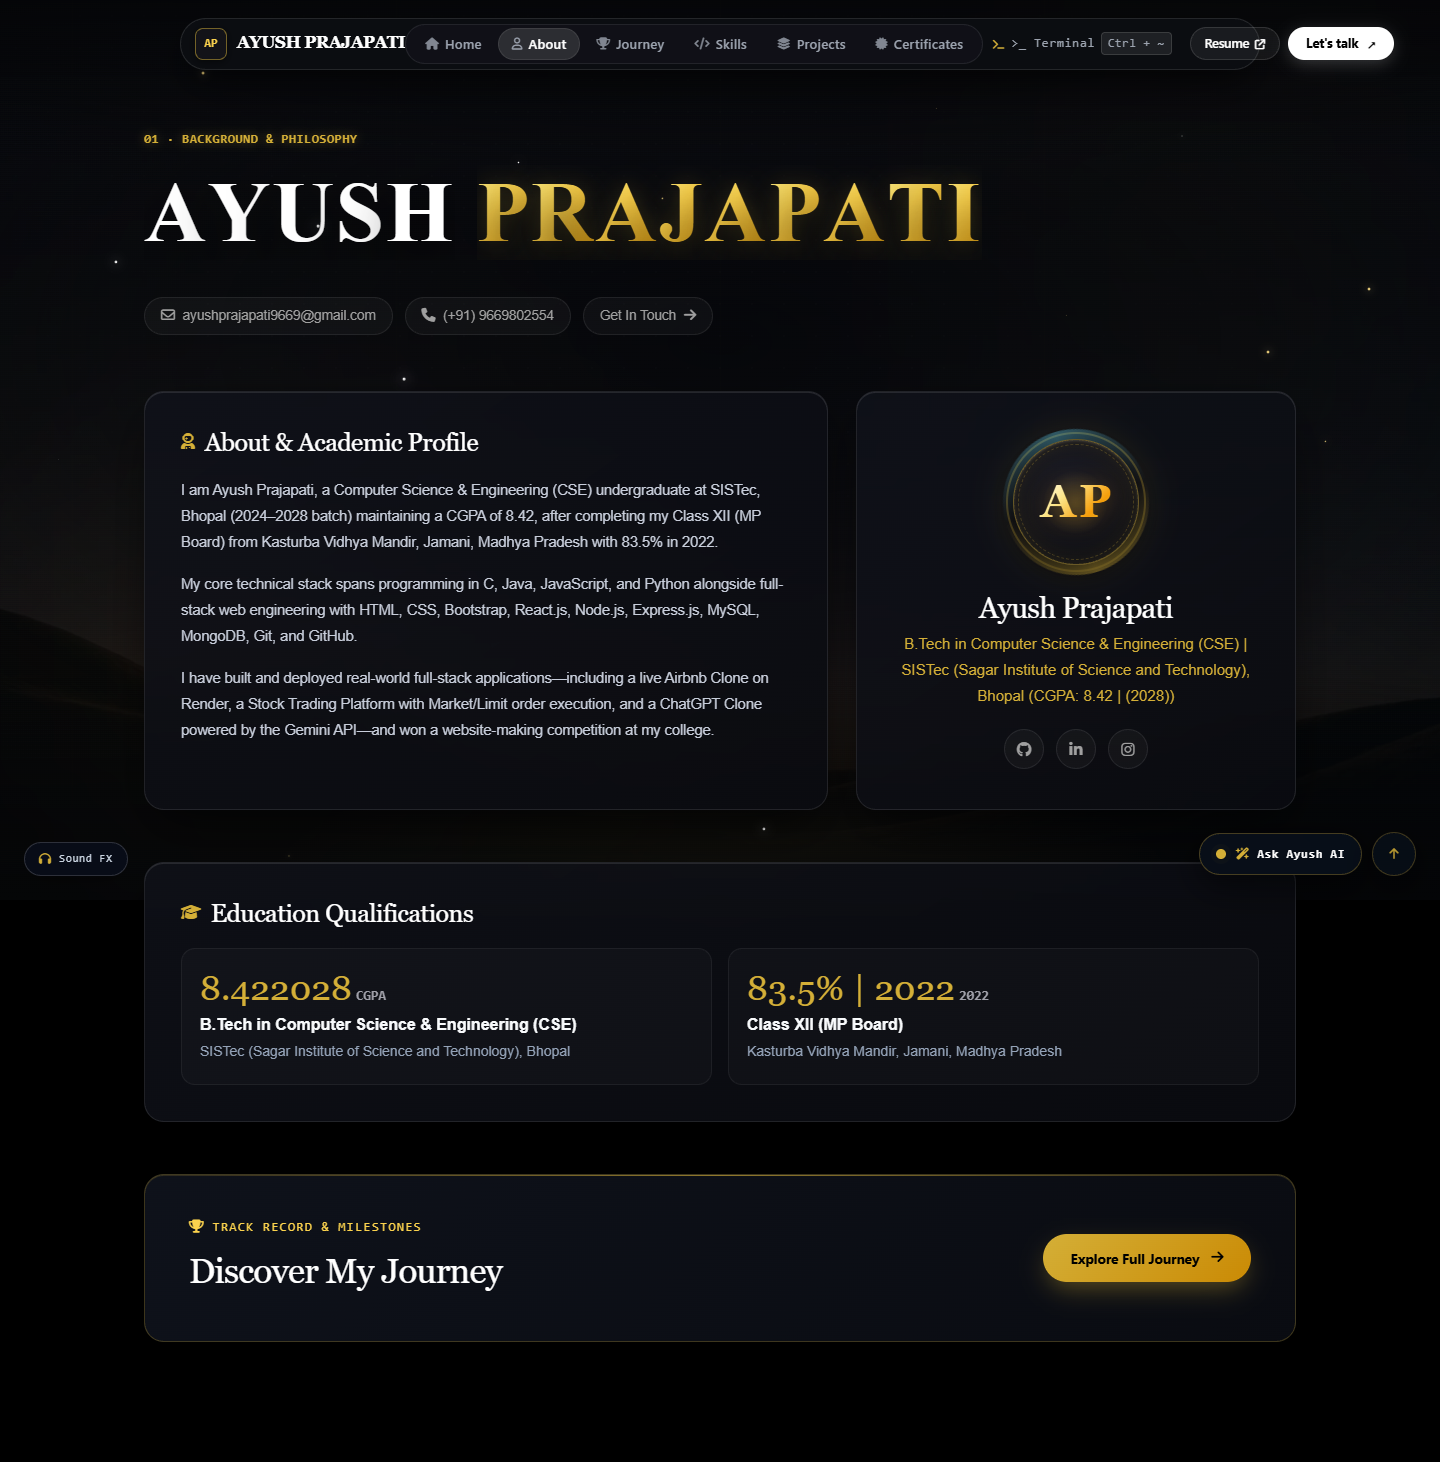 AP AYUSH PRAJAPATI Home About Journey Skills Projects Certificates >_ Terminal Ctrl + ~ Resume Let's talk ↗
01 · BACKGROUND & PHILOSOPHY
AYUSH PRAJAPATI
ayushprajapati9669@gmail.com (+91) 9669802554 Get In Touch →
About & Academic Profile
I am Ayush Prajapati, a Computer Science & Engineering (CSE) undergraduate at SISTec,
Bhopal (2024–2028 batch) maintaining a CGPA of 8.42, after completing my Class XII (MP
Board) from Kasturba Vidhya Mandir, Jamani, Madhya Pradesh with 83.5% in 2022.
My core technical stack spans programming in C, Java, JavaScript, and Python alongside full-
stack web engineering with HTML, CSS, Bootstrap, React.js, Node.js, Express.js, MySQL,
MongoDB, Git, and GitHub.
I have built and deployed real-world full-stack applications—including a live Airbnb Clone on
Render, a Stock Trading Platform with Market/Limit order execution, and a ChatGPT Clone
powered by the Gemini API—and won a website-making competition at my college.
AP
Ayush Prajapati
B.Tech in Computer Science & Engineering (CSE) |
SISTec (Sagar Institute of Science and Technology),
Bhopal (CGPA: 8.42 | (2028))
Sound FX
Ask Ayush AI
Education Qualifications
8.422028 CGPA
B.Tech in Computer Science & Engineering (CSE)
SISTec (Sagar Institute of Science and Technology), Bhopal
83.5% | 2022 2022
Class XII (MP Board)
Kasturba Vidhya Mandir, Jamani, Madhya Pradesh
TRACK RECORD & MILESTONES
Discover My Journey
Explore Full Journey →